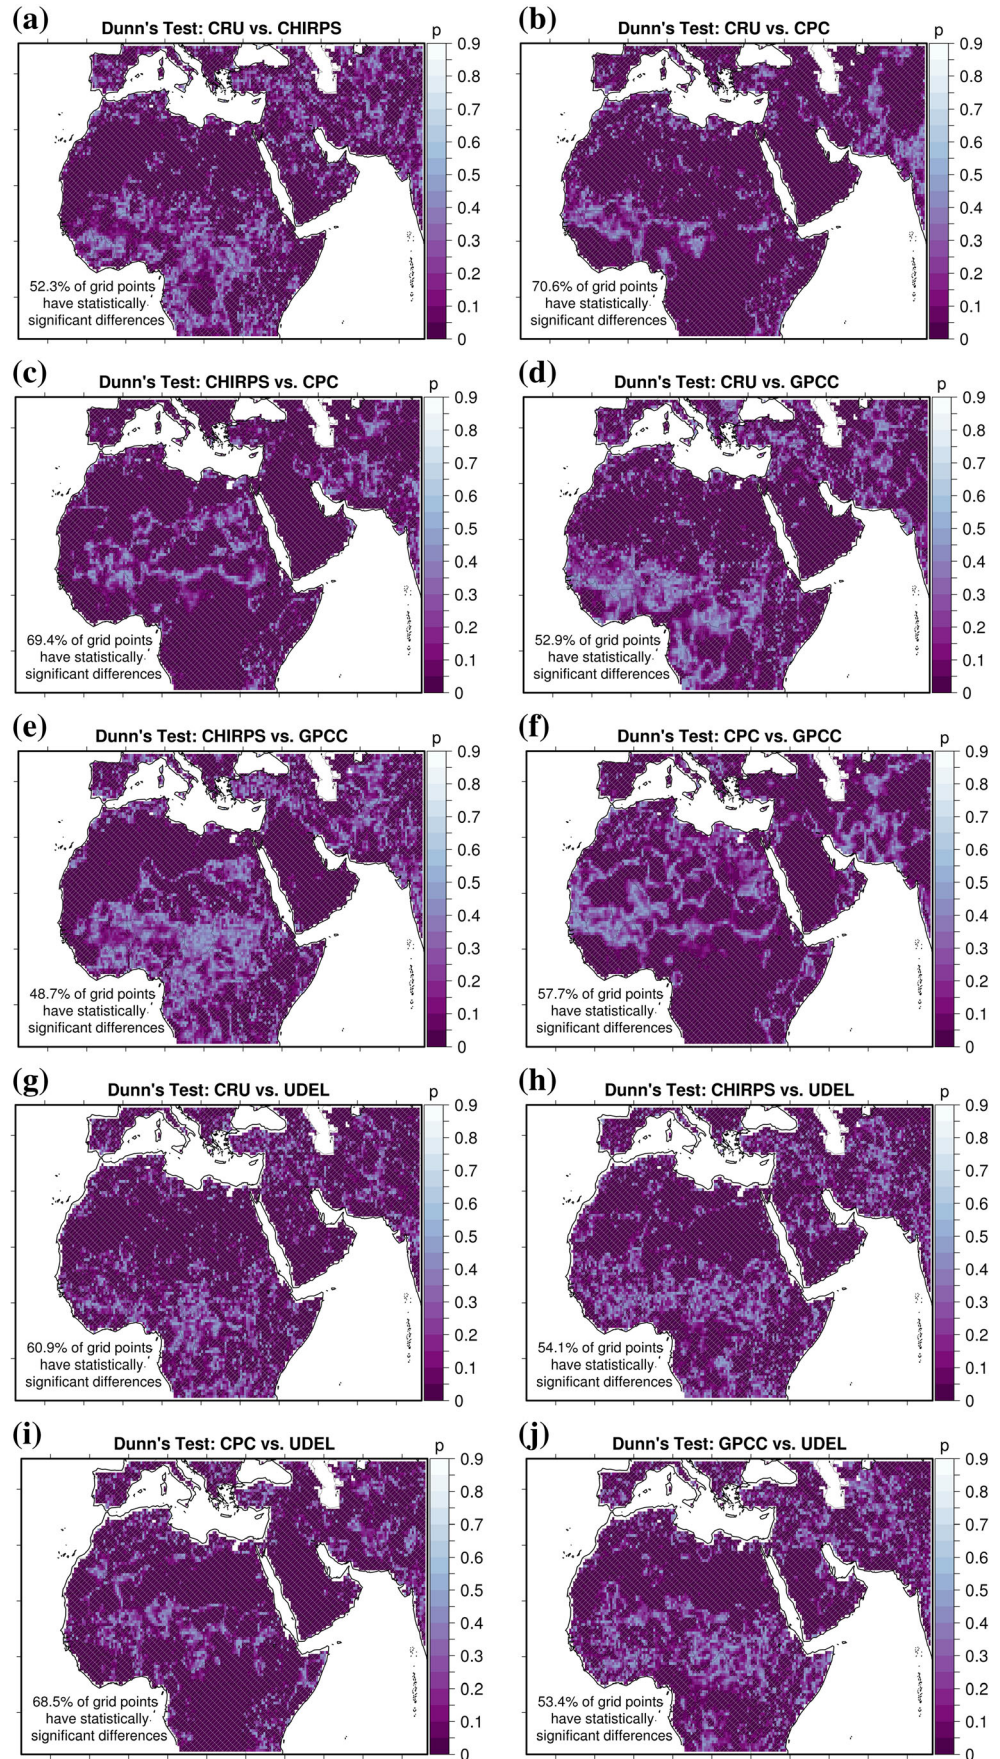 (a)
Dunn's Test: CRU vs. CHIRPS
p
0.9
0.8
0.7
0.6
0.5
0.4
0.3
0.2
0.1
0
52.3% of grid points
have statistically
significant differences
(b)
Dunn's Test: CRU vs. CPC
p
0.9
0.8
0.7
0.6
0.5
0.4
0.3
0.2
0.1
0
70.6% of grid points
have statistically
significant differences
(c)
Dunn's Test: CHIRPS vs. CPC
p
0.9
0.8
0.7
0.6
0.5
0.4
0.3
0.2
0.1
0
69.4% of grid points
have statistically
significant differences
(d)
Dunn's Test: CRU vs. GPCC
p
0.9
0.8
0.7
0.6
0.5
0.4
0.3
0.2
0.1
0
52.9% of grid points
have statistically
significant differences
(e)
Dunn's Test: CHIRPS vs. GPCC
p
0.9
0.8
0.7
0.6
0.5
0.4
0.3
0.2
0.1
0
48.7% of grid points
have statistically
significant differences
(f)
Dunn's Test: CPC vs. GPCC
p
0.9
0.8
0.7
0.6
0.5
0.4
0.3
0.2
0.1
0
57.7% of grid points
have statistically
significant differences
(g)
Dunn's Test: CRU vs. UDEL
p
0.9
0.8
0.7
0.6
0.5
0.4
0.3
0.2
0.1
0
60.9% of grid points
have statistically
significant differences
(h)
Dunn's Test: CHIRPS vs. UDEL
p
0.9
0.8
0.7
0.6
0.5
0.4
0.3
0.2
0.1
0
54.1% of grid points
have statistically
significant differences
(i)
Dunn's Test: CPC vs. UDEL
p
0.9
0.8
0.7
0.6
0.5
0.4
0.3
0.2
0.1
0
68.5% of grid points
have statistically
significant differences
(j)
Dunn's Test: GPCC vs. UDEL
p
0.9
0.8
0.7
0.6
0.5
0.4
0.3
0.2
0.1
0
53.4% of grid points
have statistically
significant differences